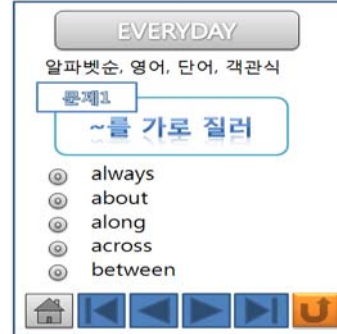 EVERYDAY
알파벳순, 영어, 단어, 객관식
문제1
~를 가로 질러
always
about
along
across
between